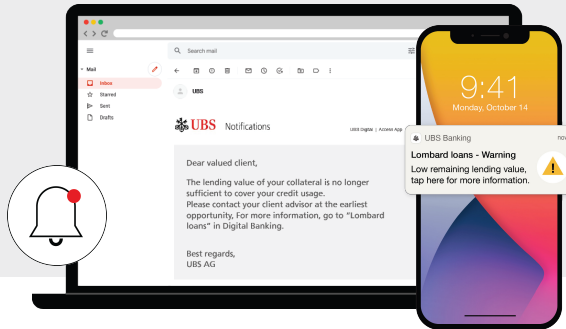 Search mail
Mail
Inbox
Starred
Sent
Drafts
UBS
UBS Notifications
UBS Digital | Access App
Dear valued client,
The lending value of your collateral is no longer
sufficient to cover your credit usage.
Please contact your client advisor at the earliest
opportunity, For more information, go to “Lombard
loans” in Digital Banking.
Best regards,
UBS AG
9:41
Monday, October 14
UBS Banking
now
Lombard loans - Warning
Low remaining lending value,
tap here for more information.